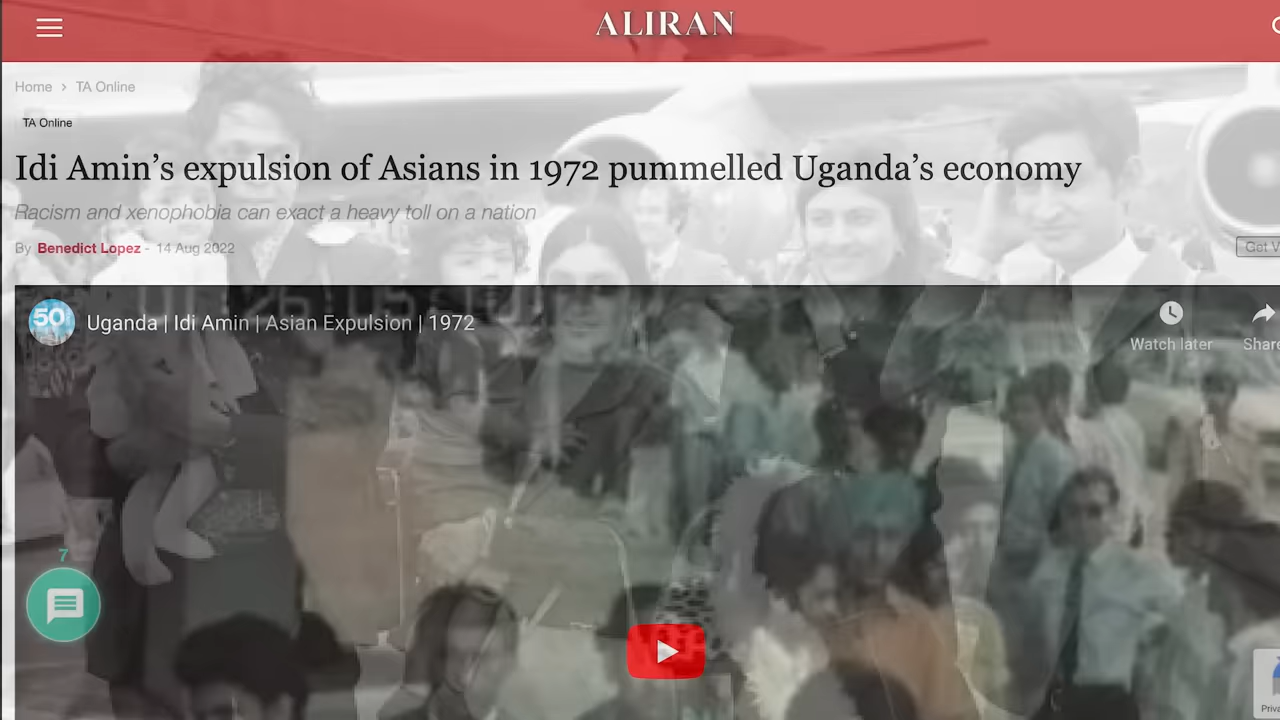 ALIRAN
Home > TA Online
TA Online
Idi Amin’s expulsion of Asians in 1972 pummelled Uganda’s economy
Racism and xenophobia can exact a heavy toll on a nation
By Benedict Lopez - 14 Aug 2022
50
Uganda | Idi Amin | Asian Expulsion | 1972
Watch later
Share
7